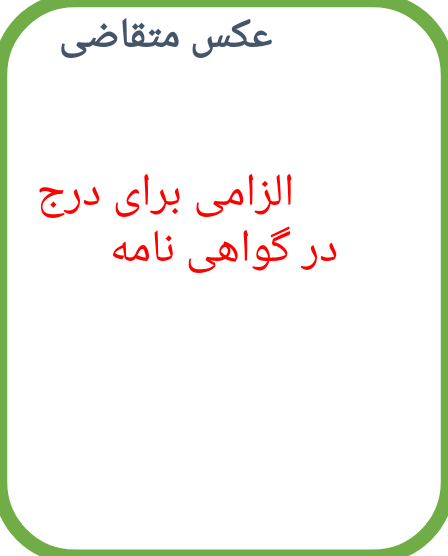 عکس متقاضی
الزامی برای درج
در گواهی نامه